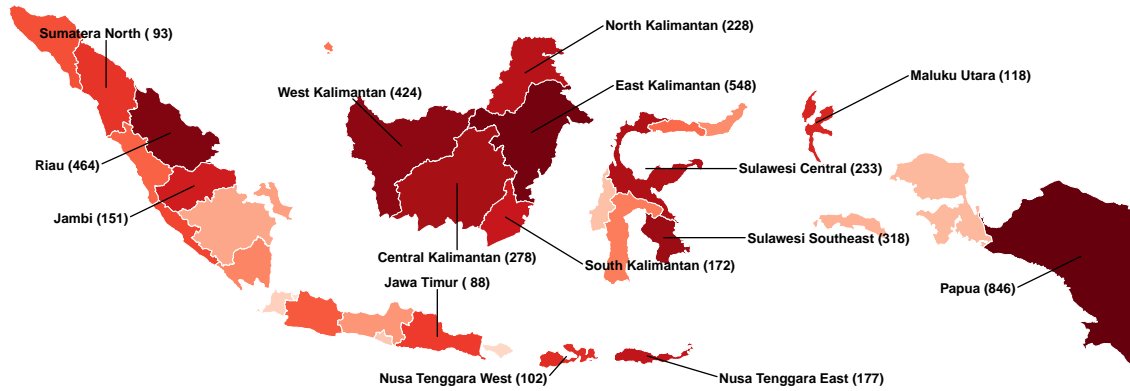 North Kalimantan (228)
Sumatera North ( 93)
Maluku Utara (118)
East Kalimantan (548)
West Kalimantan (424)
Riau (464)
Sulawesi Central (233)
Jambi (151)
Sulawesi Southeast (318)
Central Kalimantan (278)
South Kalimantan (172)
Jawa Timur ( 88)
Papua (846)
Nusa Tenggara West (102)
Nusa Tenggara East (177)